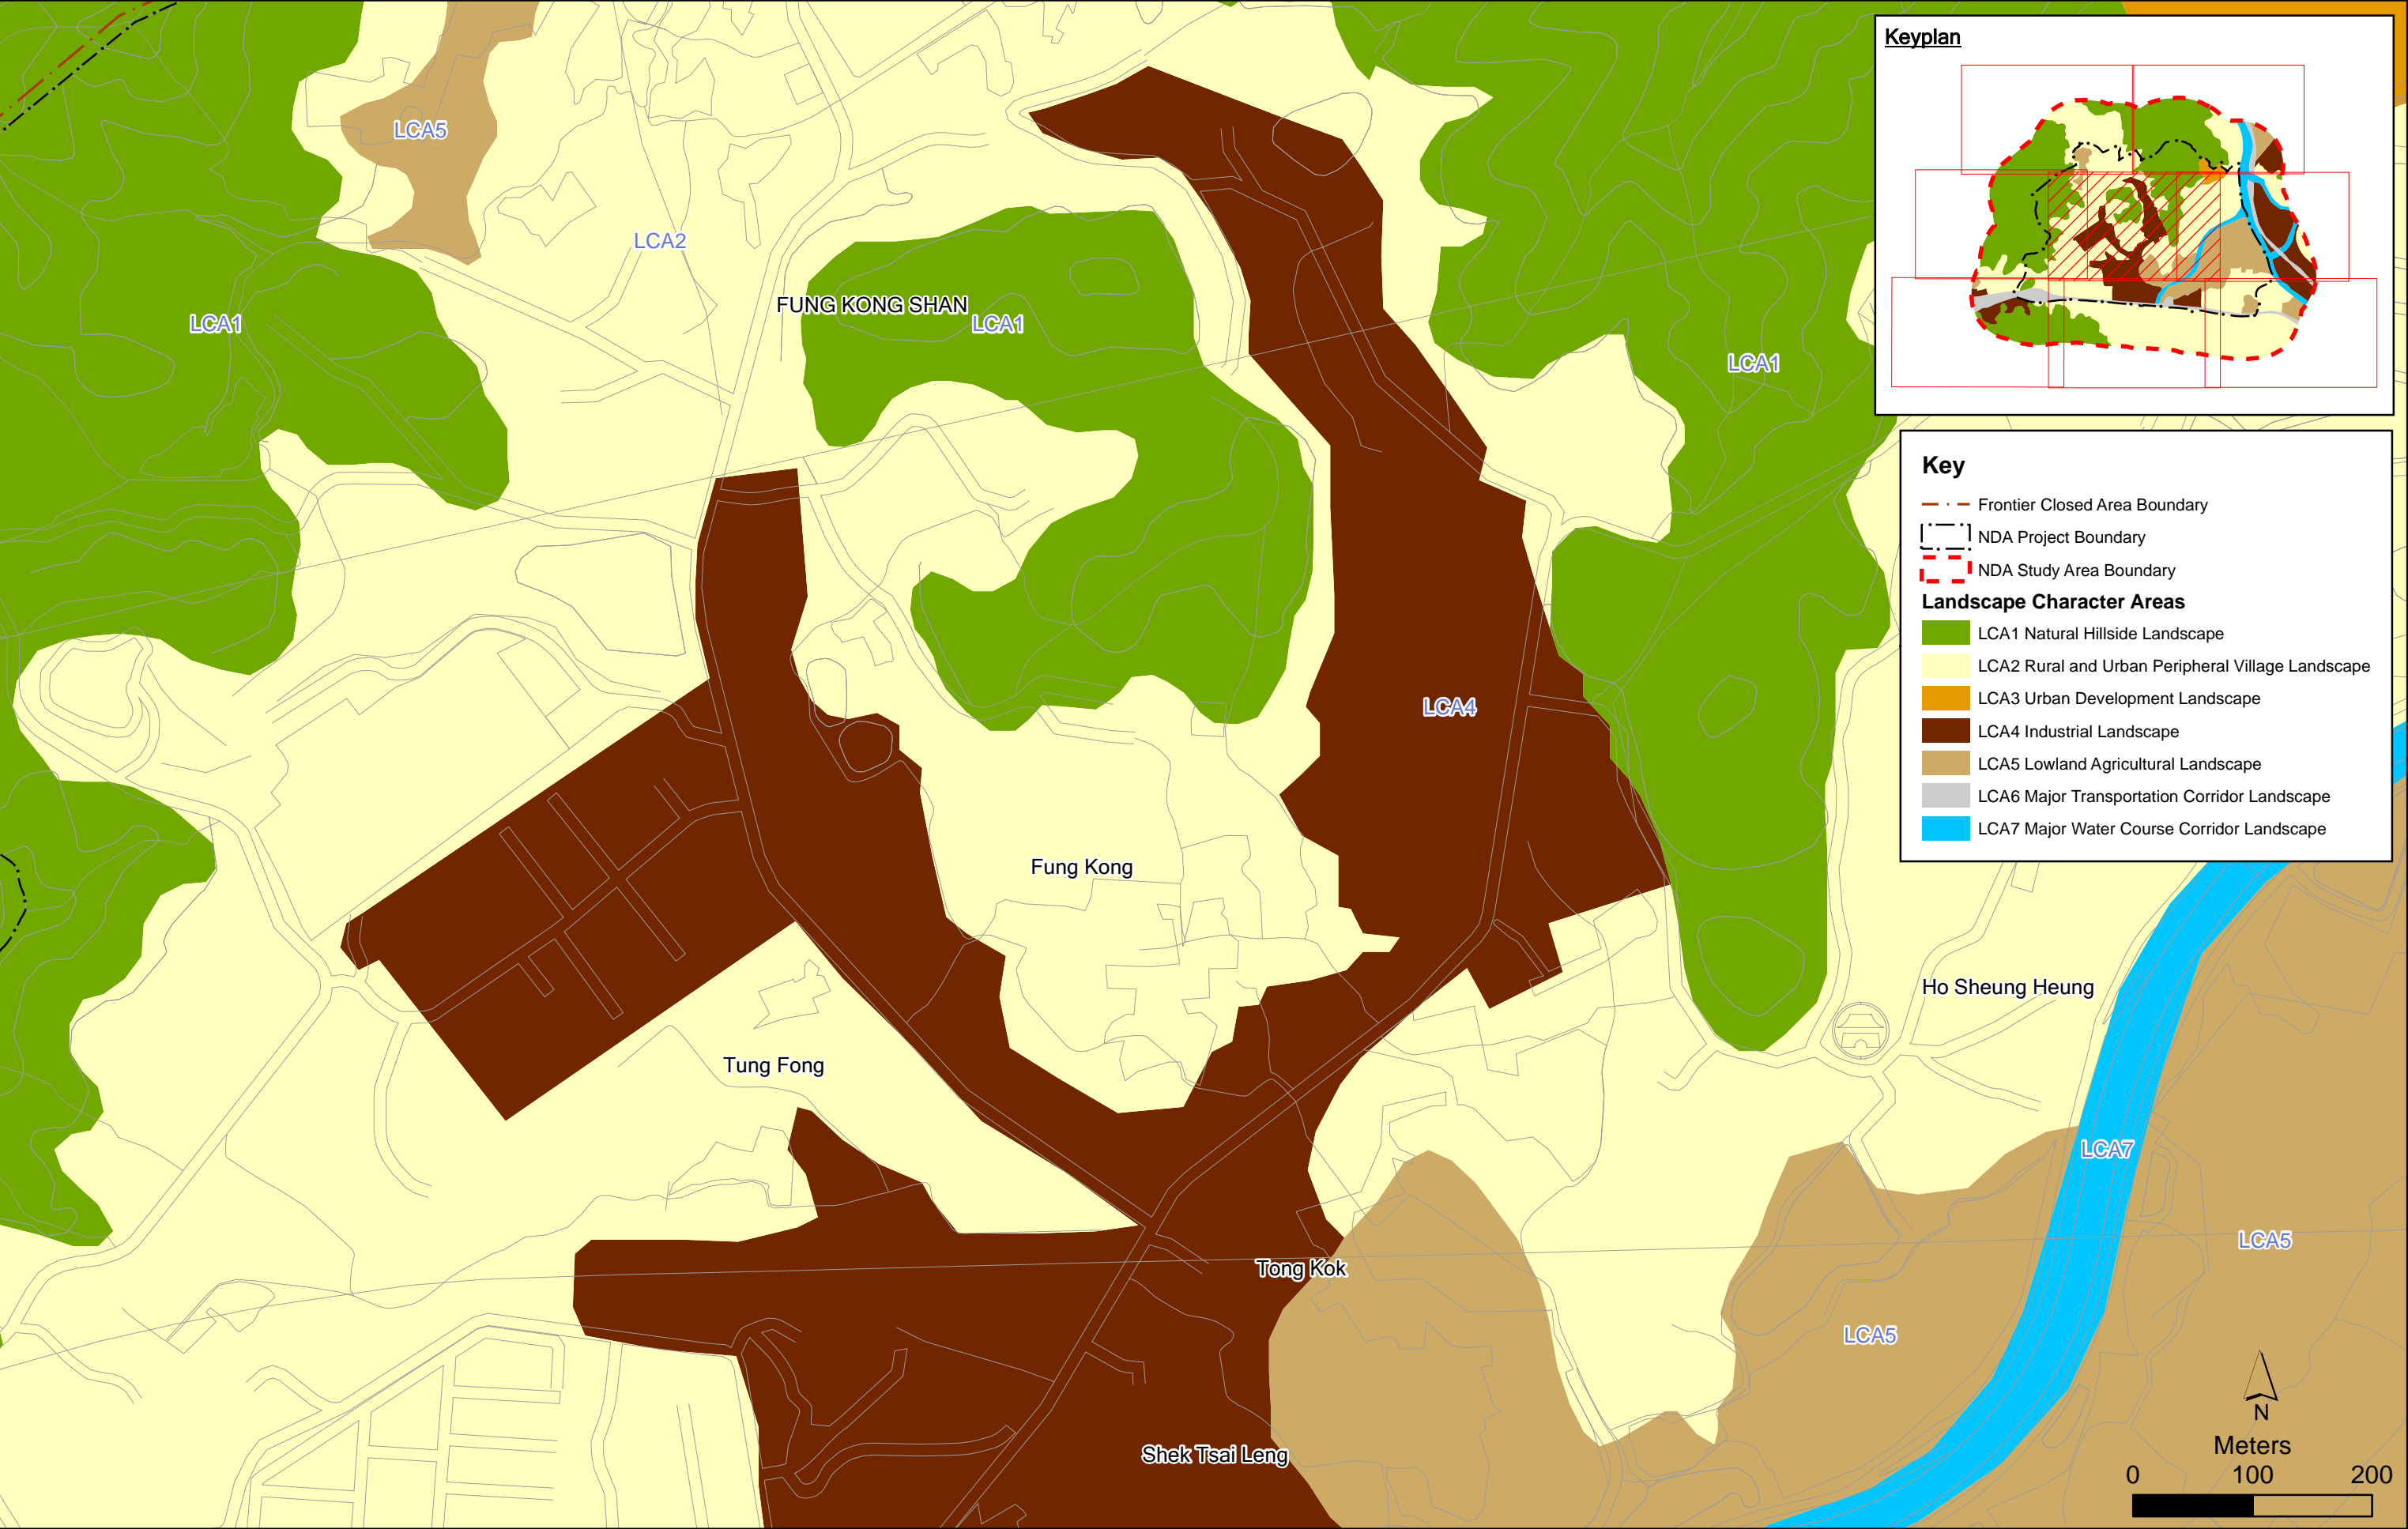 Keyplan
LCA5
LCA2
FUNG KONG SHAN
LCA1
LCA1
LCA1
Key
Frontier Closed Area Boundary
NDA Project Boundary
NDA Study Area Boundary
Landscape Character Areas
LCA1 Natural Hillside Landscape
LCA2 Rural and Urban Peripheral Village Landscape
LCA3 Urban Development Landscape
LCA4 Industrial Landscape
LCA5 Lowland Agricultural Landscape
LCA6 Major Transportation Corridor Landscape
LCA7 Major Water Course Corridor Landscape
LCA4
Fung Kong
Ho Sheung Heung
Tung Fong
LCA7
LCA5
Tong Kok
LCA5
Shek Tsai Leng
N
Meters
0 100 200